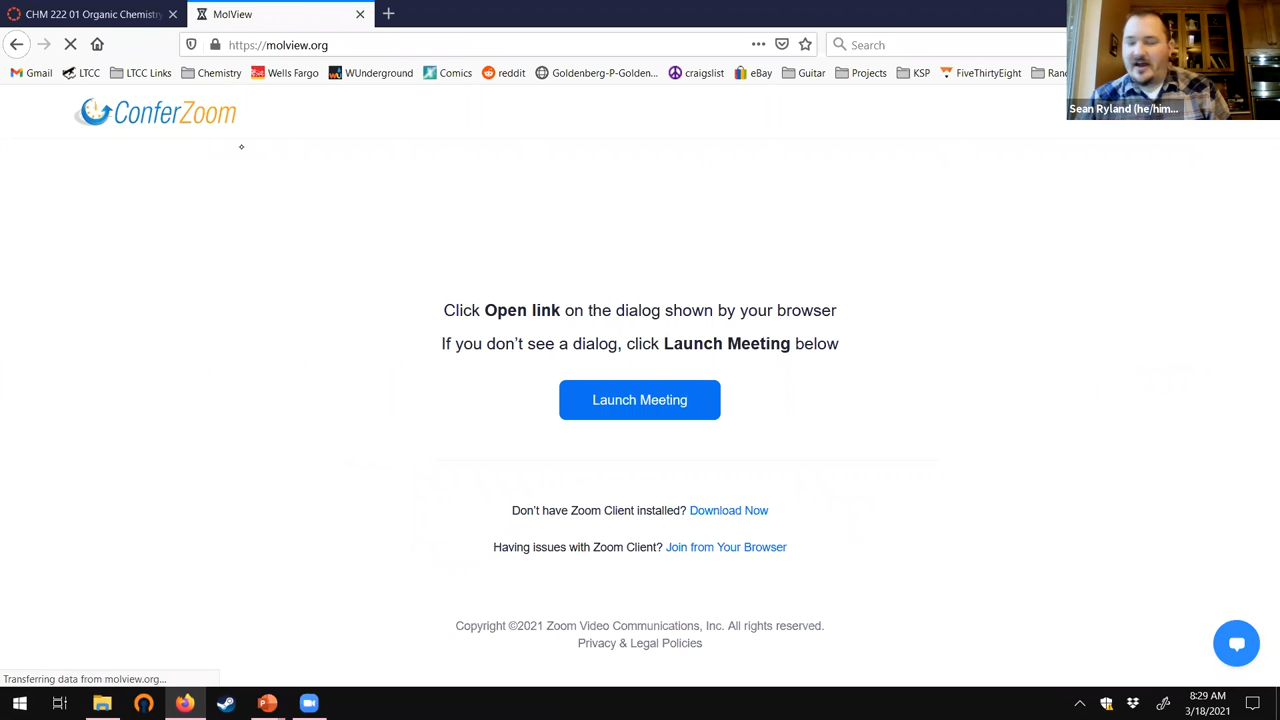 CHM 222 01 Organic Chemistry
MolView
https://molview.org
Search
Gmail
LTCC
LTCC Links
Chemistry
Wells Fargo
WUnderground
Comics
reddit
Goldenberg-P-Golden...
craigslist
eBay
Guitar
Projects
KSP
FiveThirtyEight
Ran
Sean Ryland (he/him...
ConferZoom
Click Open link on the dialog shown by your browser
If you don't see a dialog, click Launch Meeting below
Launch Meeting
Don't have Zoom Client installed? Download Now
Having issues with Zoom Client? Join from Your Browser
Copyright ©2021 Zoom Video Communications, Inc. All rights reserved.
Privacy & Legal Policies
Transferring data from molview.org...
8:29 AM
3/18/2021